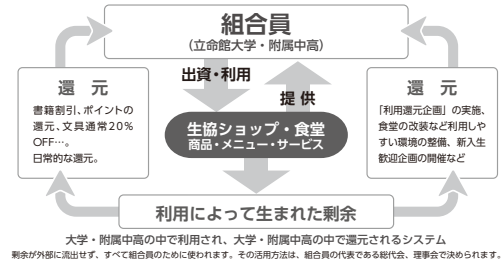 組合員
(立命館大学・附属中高)
出資・利用
提供
還元
書籍割引、ポイントの
還元、文具通常20%
OFF…。
日常的な還元。
生協ショップ・食堂
商品・メニュー・サービス
還元
「利用還元企画」の実施、
食堂の改装など利用しや
すい環境の整備、新入生
歓迎企画の開催など
利用によって生まれた剰余
大学・附属中高の中で利用され、大学・附属中高の中で還元されるシステム
剰余が外部に流出せず、すべて組合員のために使われます。その活用方法は、組合員の代表である総代会、理事会で決められます。